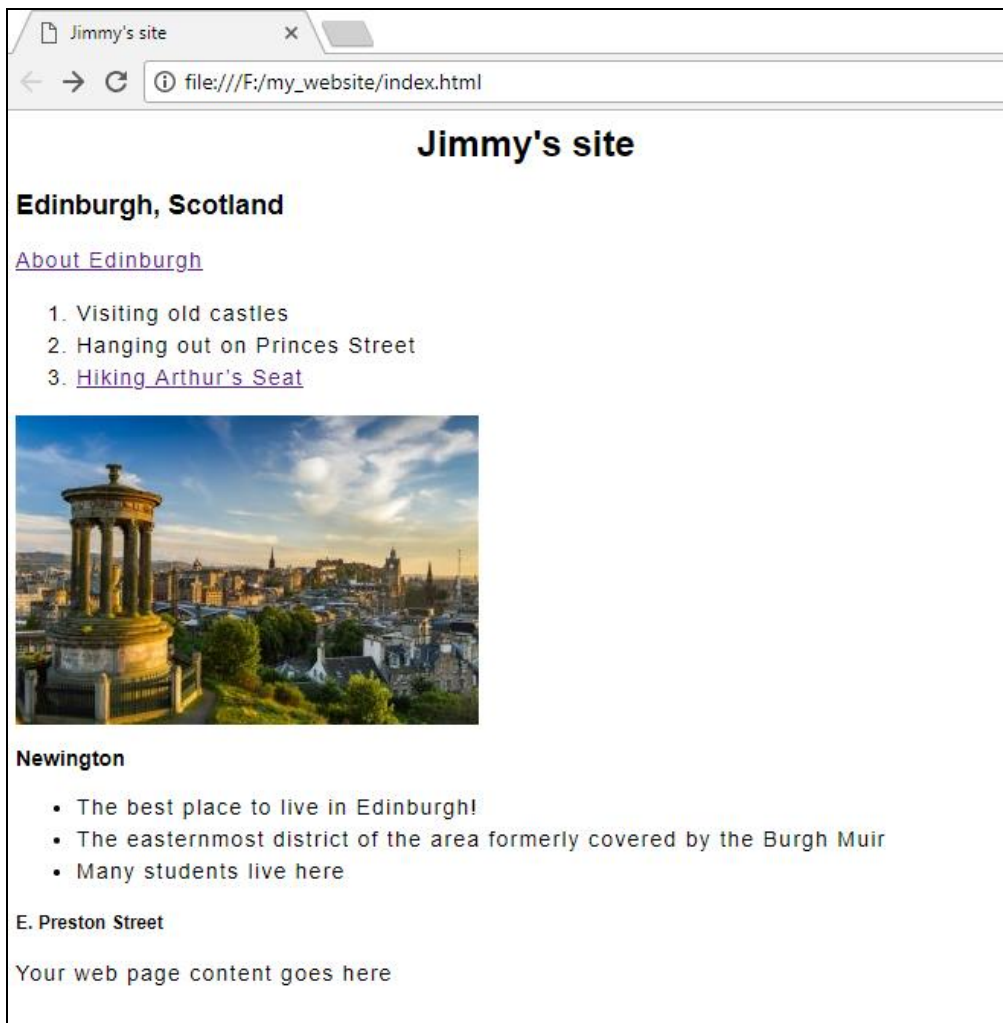 Jimmy's site
file:///F:/my_website/index.html
Jimmy's site
Edinburgh, Scotland
About Edinburgh
1. Visiting old castles
2. Hanging out on Princes Street
3. Hiking Arthur’s Seat
Newington
• The best place to live in Edinburgh!
• The easternmost district of the area formerly covered by the Burgh Muir
• Many students live here
E. Preston Street
Your web page content goes here